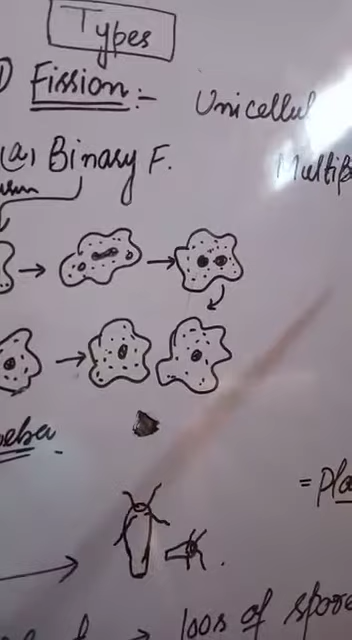 Types
Fission:-
Unicellul
(a) Binary F.
Multip
eba.
= Pla
→ loos of spore